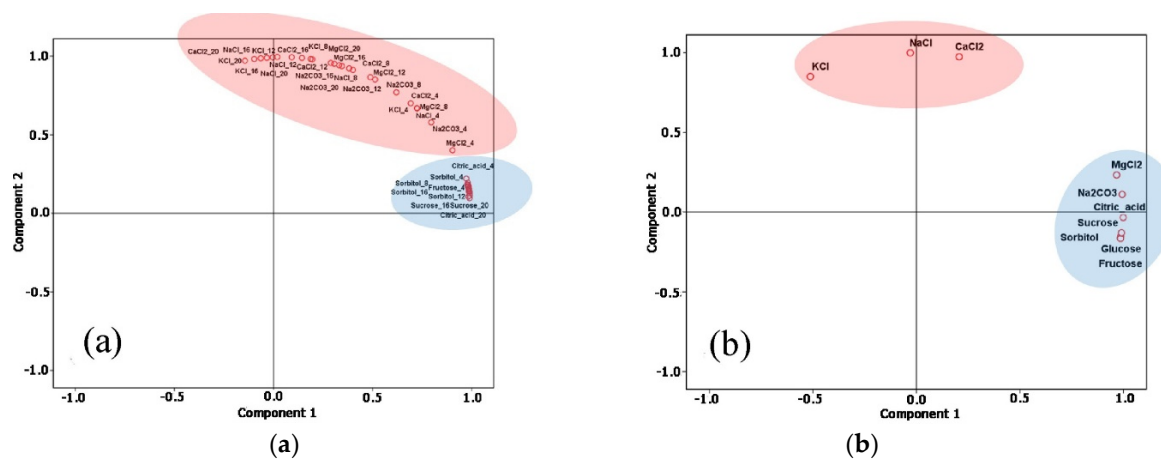 1.0
0.5
0.0
-0.5
-1.0
Component 2
CaCl2_20
NaCl_16
KCl_12
CaCl2_16
KCl_8
MgCl2_20
KCl_20
NaCl_12
MgCl2_16
CaCl2_8
KCl_16
NaCl_20
CaCl2_12
NaCl_8
MgCl2_12
Na2CO3_16
Na2CO3_20
Na2CO3_12
Na2CO3_8
CaCl2_4
KCl_4
MgCl2_8
NaCl_4
Na2CO3_4
MgCl2_4
Citric_acid_4
Sorbitol_4
Sorbitol_8
Fructose_4
Sorbitol_16
Sorbitol_12
Sucrose_16
Sucrose_20
Citric_acid_20
(a)
-1.0
-0.5
0.0
0.5
1.0
Component 1
(a)
1.0
0.5
0.0
-0.5
-1.0
Component 2
NaCl
CaCl2
KCl
MgCl2
Na2CO3
Citric_acid
Sucrose
Sorbitol
Glucose
Fructose
(b)
-1.0
-0.5
0.0
0.5
1.0
Component 1
(b)